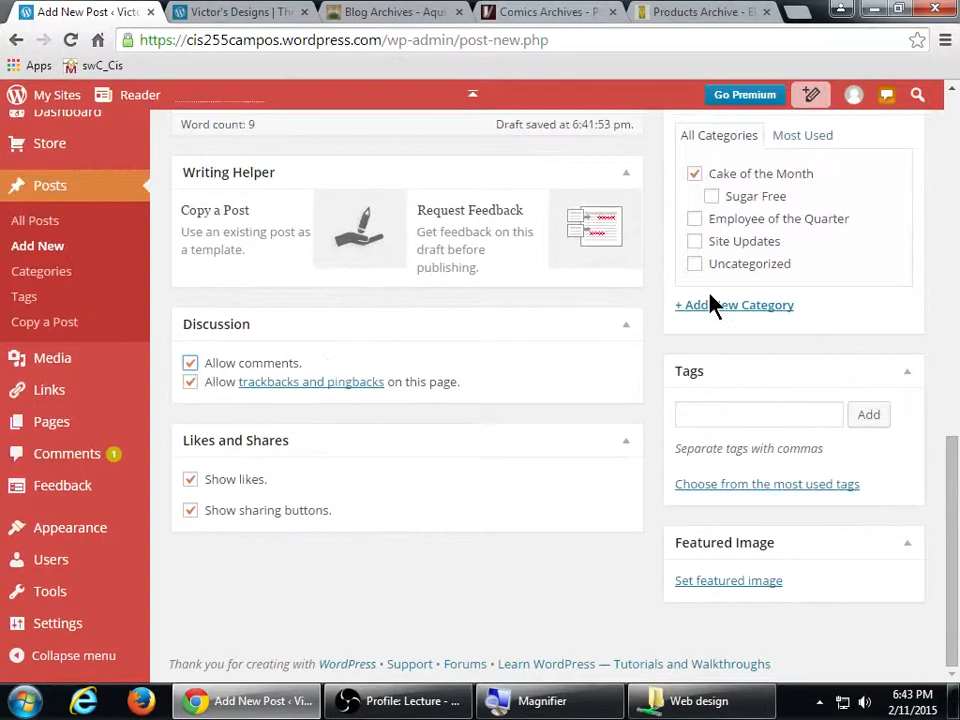 Add New Post ‹ Victo
Victor's Designs | Th
Blog Archives - Aqui
Comics Archives - P
Products Archive - E
https://cis255campos.wordpress.com/wp-admin/post-new.php
Apps swC_Cis
My Sites Reader Go Premium
Dashboard
Store
Posts
All Posts
Add New
Categories
Tags
Copy a Post
Media
Links
Pages
Comments 1
Feedback
Appearance
Users
Tools
Settings
Collapse menu
Word count: 9 Draft saved at 6:41:53 pm.
Writing Helper
Copy a Post
Use an existing post as
a template.
Request Feedback
Get feedback on this
draft before
publishing.
Discussion
Allow comments.
Allow trackbacks and pingbacks on this page.
Likes and Shares
Show likes.
Show sharing buttons.
All Categories Most Used
Cake of the Month
Sugar Free
Employee of the Quarter
Site Updates
Uncategorized
+ Add New Category
Tags
Add
Separate tags with commas
Choose from the most used tags
Featured Image
Set featured image
Thank you for creating with WordPress • Support • Forums • Learn WordPress — Tutorials and Walkthroughs
Add New Post ‹ Vi... Profile: Lecture - ... Magnifier Web design
6:43 PM
2/11/2015